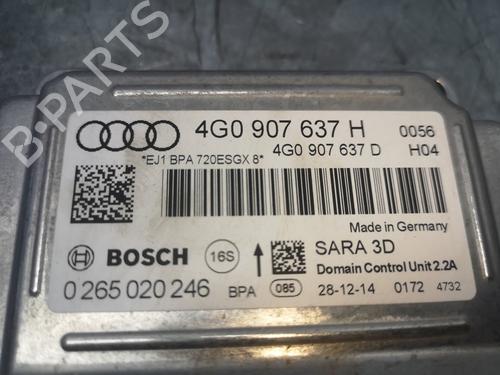 4G0 907 637 H 0056
*EJ1 BPA 720ESGX 8* 4G0 907 637 D H04
Made in Germany
BOSCH 16S SARA 3D
Domain Control Unit 2.2A
0 265 020 246 BPA 085 28-12-14 0172 4732
B-PARTS